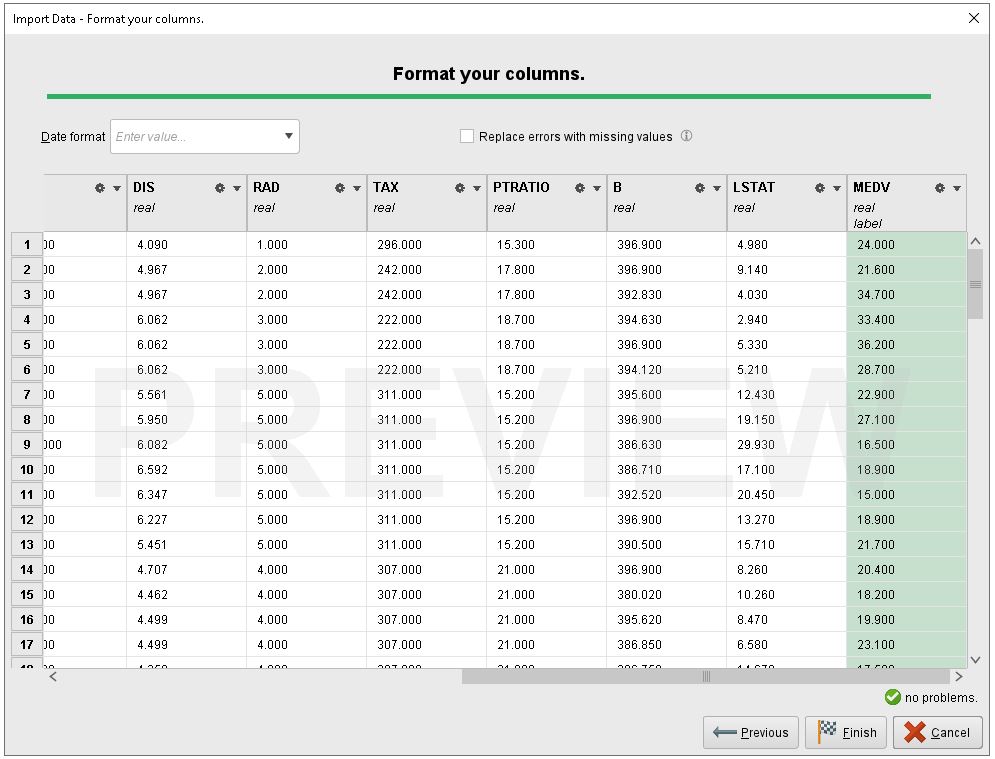 Import Data - Format your columns.
Format your columns.
Date format Enter value... Replace errors with missing values
DIS RAD TAX PTRATIO B LSTAT MEDV
real real real real real real real
label
1 00 4.090 1.000 296.000 15.300 396.900 4.980 24.000
2 00 4.967 2.000 242.000 17.800 396.900 9.140 21.600
3 00 4.967 2.000 242.000 17.800 392.830 4.030 34.700
4 00 6.062 3.000 222.000 18.700 394.630 2.940 33.400
5 00 6.062 3.000 222.000 18.700 396.900 5.330 36.200
6 00 6.062 3.000 222.000 18.700 394.120 5.210 28.700
7 00 5.561 5.000 311.000 15.200 395.600 12.430 22.900
8 00 5.950 5.000 311.000 15.200 396.900 19.150 27.100
9 000 6.082 5.000 311.000 15.200 386.630 29.930 16.500
10 00 6.592 5.000 311.000 15.200 386.710 17.100 18.900
11 00 6.347 5.000 311.000 15.200 392.520 20.450 15.000
12 00 6.227 5.000 311.000 15.200 396.900 13.270 18.900
13 00 5.451 5.000 311.000 15.200 390.500 15.710 21.700
14 00 4.707 4.000 307.000 21.000 396.900 8.260 20.400
15 00 4.462 4.000 307.000 21.000 380.020 10.260 18.200
16 00 4.499 4.000 307.000 21.000 395.620 8.470 19.900
17 00 4.499 4.000 307.000 21.000 386.850 6.580 23.100
PREVIEW
no problems.
Previous Finish Cancel